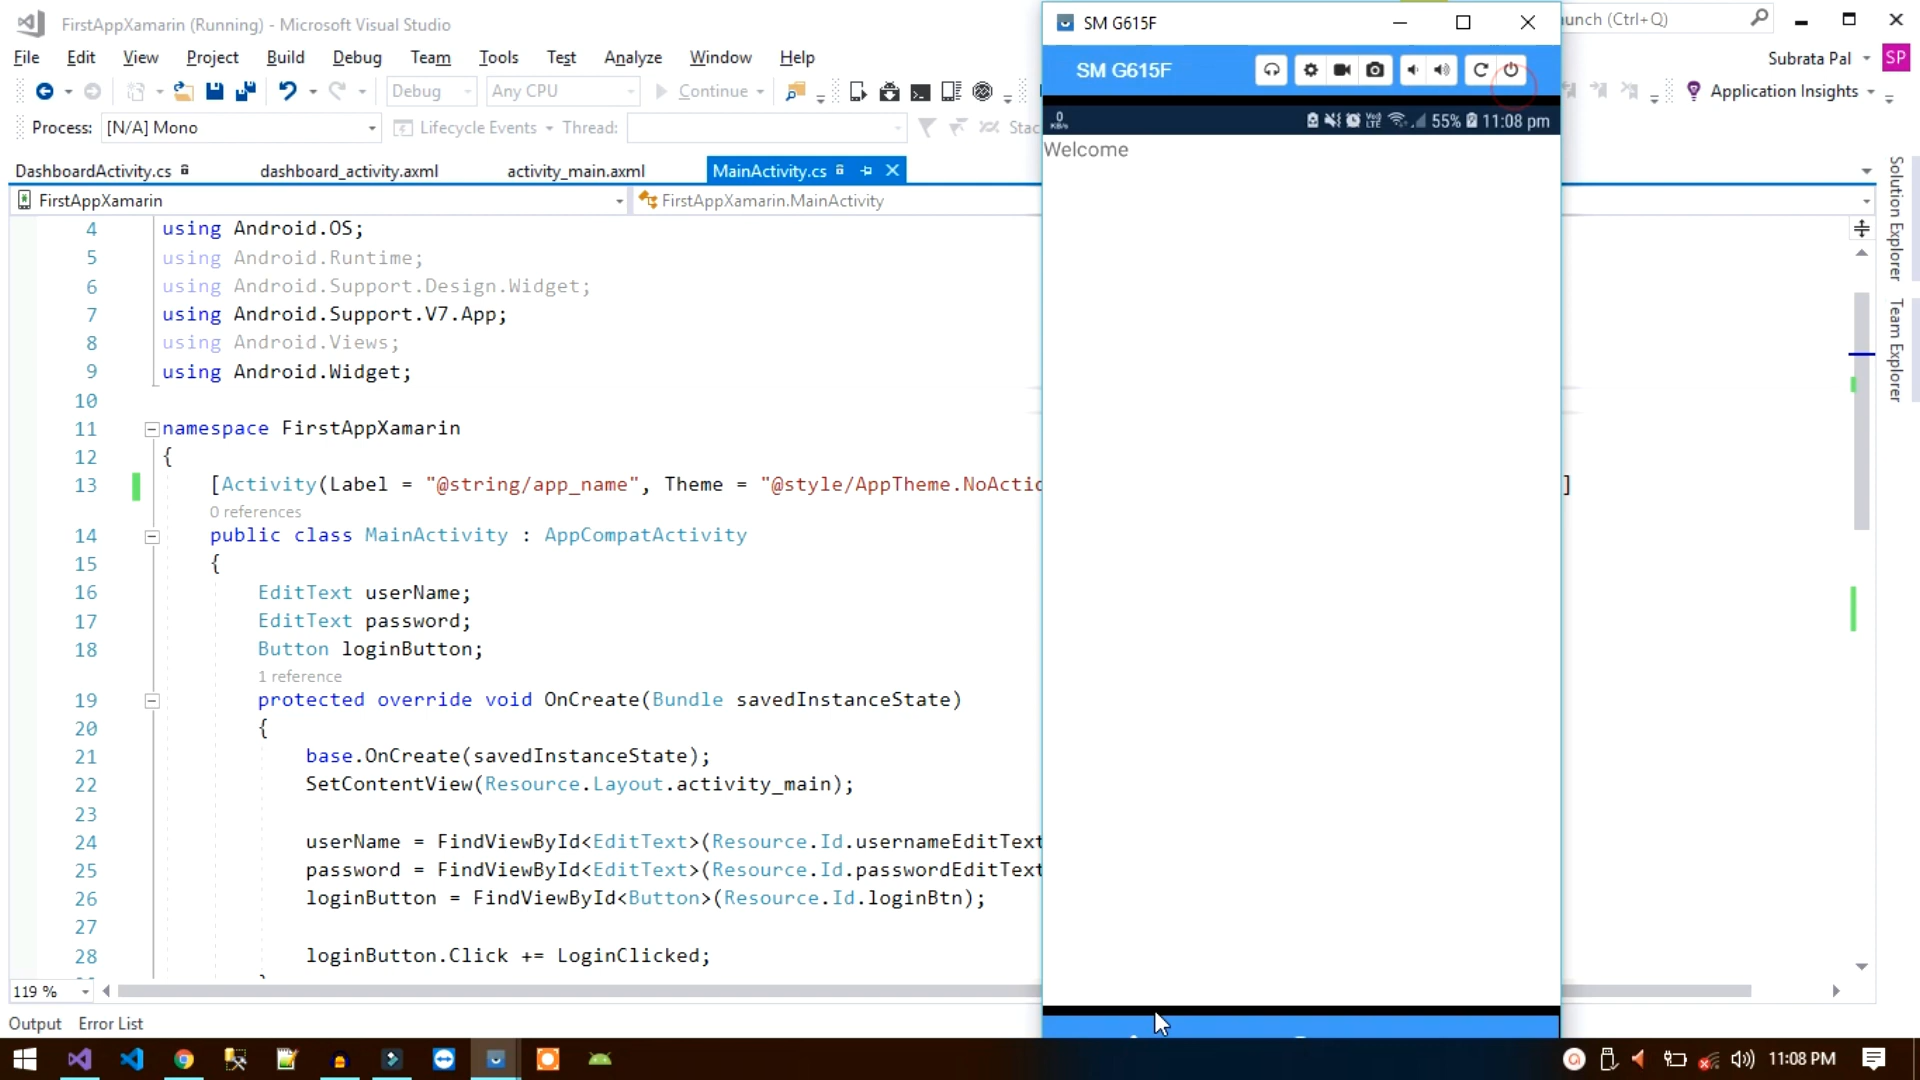 FirstAppXamarin (Running) - Microsoft Visual Studio
unch (Ctrl+Q)
File Edit View Project Build Debug Team Tools Test Analyze Window Help
Subrata Pal SP
Debug Any CPU Continue Application Insights
Process: [N/A] Mono Lifecycle Events Thread: Stac
DashboardActivity.cs dashboard_activity.axml activity_main.axml MainActivity.cs
FirstAppXamarin FirstAppXamarin.MainActivity
4 using Android.OS;
5 using Android.Runtime;
6 using Android.Support.Design.Widget;
7 using Android.Support.V7.App;
8 using Android.Views;
9 using Android.Widget;
10
11 namespace FirstAppXamarin
12 {
13 [Activity(Label = "@string/app_name", Theme = "@style/AppTheme.NoActio ]
0 references
14 public class MainActivity : AppCompatActivity
15 {
16 EditText userName;
17 EditText password;
18 Button loginButton;
1 reference
19 protected override void OnCreate(Bundle savedInstanceState)
20 {
21 base.OnCreate(savedInstanceState);
22 SetContentView(Resource.Layout.activity_main);
23
24 userName = FindViewById<EditText>(Resource.Id.usernameEditText
25 password = FindViewById<EditText>(Resource.Id.passwordEditText
26 loginButton = FindViewById<Button>(Resource.Id.loginBtn);
27
28 loginButton.Click += LoginClicked;
119 %
Output Error List
SM G615F
SM G615F
0 KB/s VoD LTE 55% 11:08 pm
Welcome
Solution Explorer
Team Explorer
11:08 PM